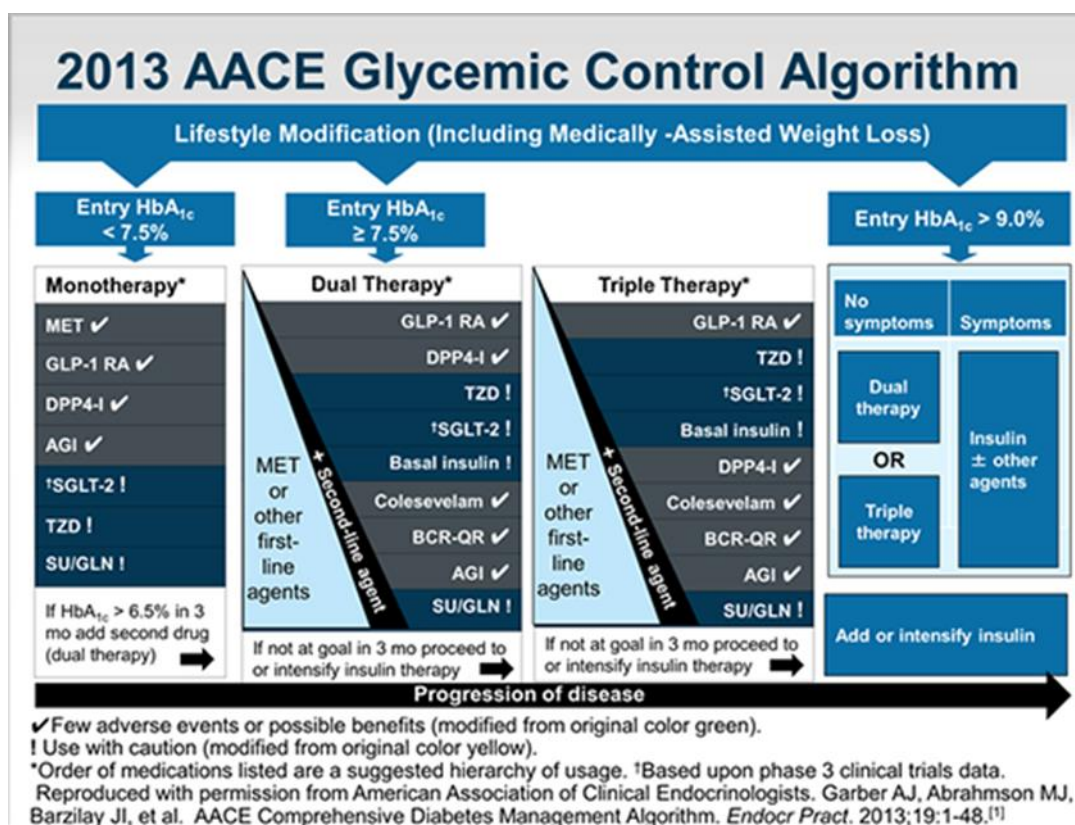 2013 AACE Glycemic Control Algorithm
Lifestyle Modification (Including Medically -Assisted Weight Loss)
Entry HbA1c
< 7.5%
Entry HbA1c
≥ 7.5%
Entry HbA1c > 9.0%
Monotherapy*
MET ✔
GLP-1 RA ✔
DPP4-I ✔
AGI ✔
†SGLT-2 !
TZD !
SU/GLN !
If HbA1c > 6.5% in 3
mo add second drug
(dual therapy)
Dual Therapy*
GLP-1 RA ✔
DPP4-I ✔
TZD !
†SGLT-2 !
Basal insulin !
Colesevelam ✔
BCR-QR ✔
AGI ✔
SU/GLN !
MET
or
other
first-
line
agents
+ Second-line agent
If not at goal in 3 mo proceed to
or intensify insulin therapy
Triple Therapy*
GLP-1 RA ✔
TZD !
†SGLT-2 !
Basal insulin !
DPP4-I ✔
Colesevelam ✔
BCR-QR ✔
AGI ✔
SU/GLN !
MET
or
other
first-
line
agents
+ Second-line agent
If not at goal in 3 mo proceed to
or intensify insulin therapy
No
symptoms
Symptoms
Dual
therapy
OR
Triple
therapy
Insulin
± other
agents
Add or intensify insulin
Progression of disease
✔Few adverse events or possible benefits (modified from original color green).
! Use with caution (modified from original color yellow).
*Order of medications listed are a suggested hierarchy of usage. †Based upon phase 3 clinical trials data.
Reproduced with permission from American Association of Clinical Endocrinologists. Garber AJ, Abrahmson MJ,
Barzilay JI, et al. AACE Comprehensive Diabetes Management Algorithm. Endocr Pract. 2013;19:1-48.[1]